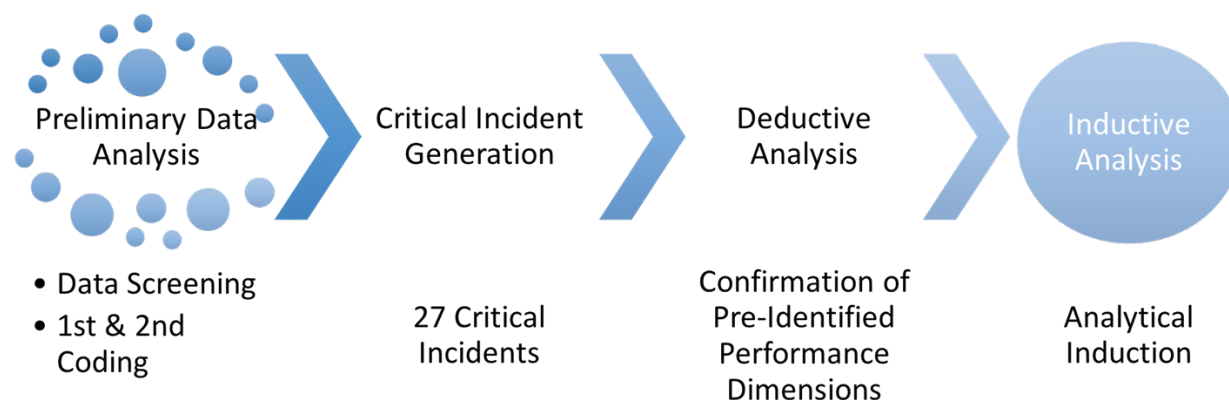 Preliminary Data
Analysis
Critical Incident
Generation
Deductive
Analysis
Inductive
Analysis
• Data Screening
• 1st & 2nd
Coding
27 Critical
Incidents
Confirmation of
Pre-Identified
Performance
Dimensions
Analytical
Induction